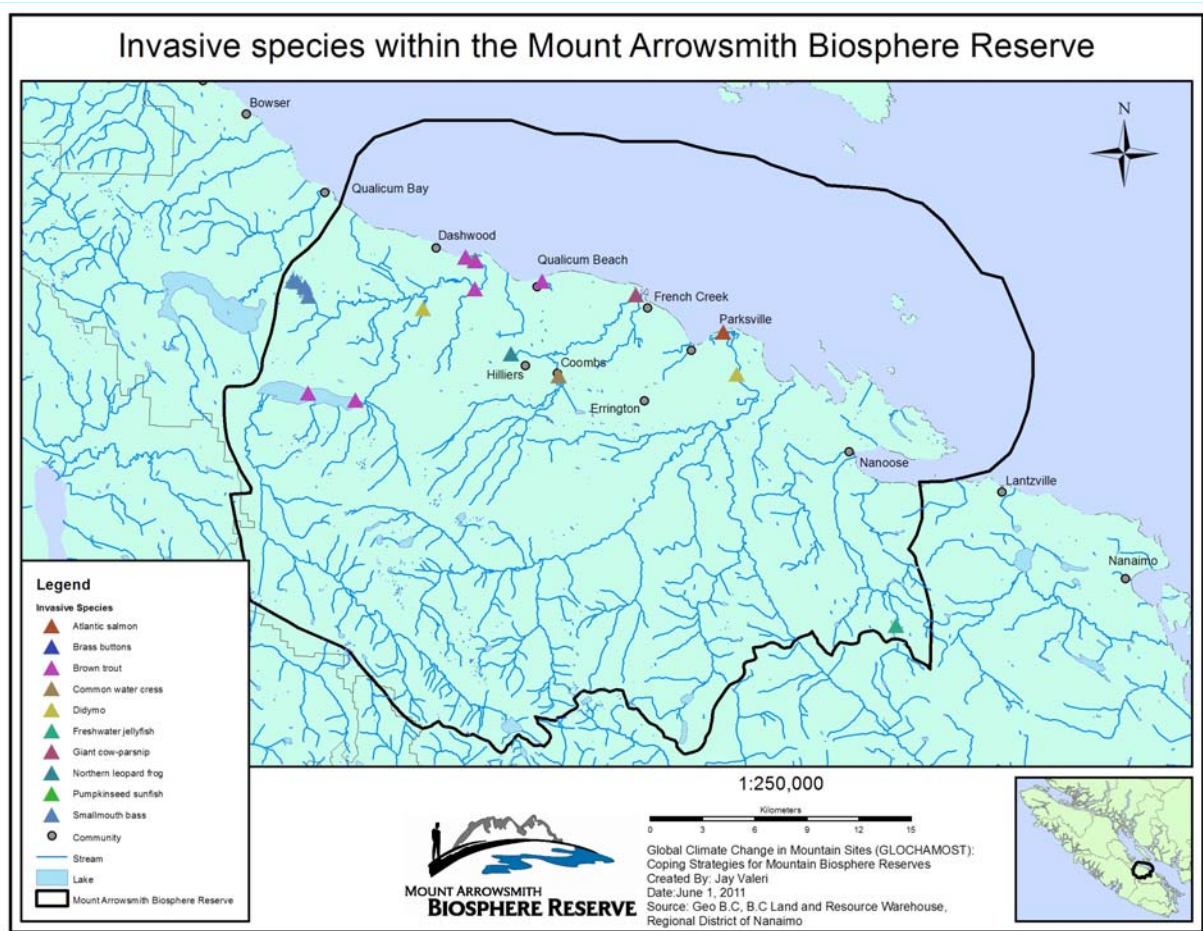 Invasive species within the Mount Arrowsmith Biosphere Reserve
Bowser
N
Qualicum Bay
Dashwood
Qualicum Beach
French Creek
Parksville
Hilliers
Coombs
Errington
Nanoose
Lantzville
Nanaimo
Legend
Invasive Species
Atlantic salmon
Brass buttons
Brown trout
Common water cress
Didymo
Freshwater jellyfish
Giant cow-parsnip
Northern leopard frog
Pumpkinseed sunfish
Smallmouth bass
Community
Stream
Lake
Mount Arrowsmith Biosphere Reserve
1:250,000
Kilometers
0 3 6 9 12 15
MOUNT ARROWSMITH
BIOSPHERE RESERVE
Global Climate Change in Mountain Sites (GLOCHAMOST):
Coping Strategies for Mountain Biosphere Reserves
Created By: Jay Valeri
Date:June 1, 2011
Source: Geo B.C, B.C Land and Resource Warehouse,
Regional District of Nanaimo